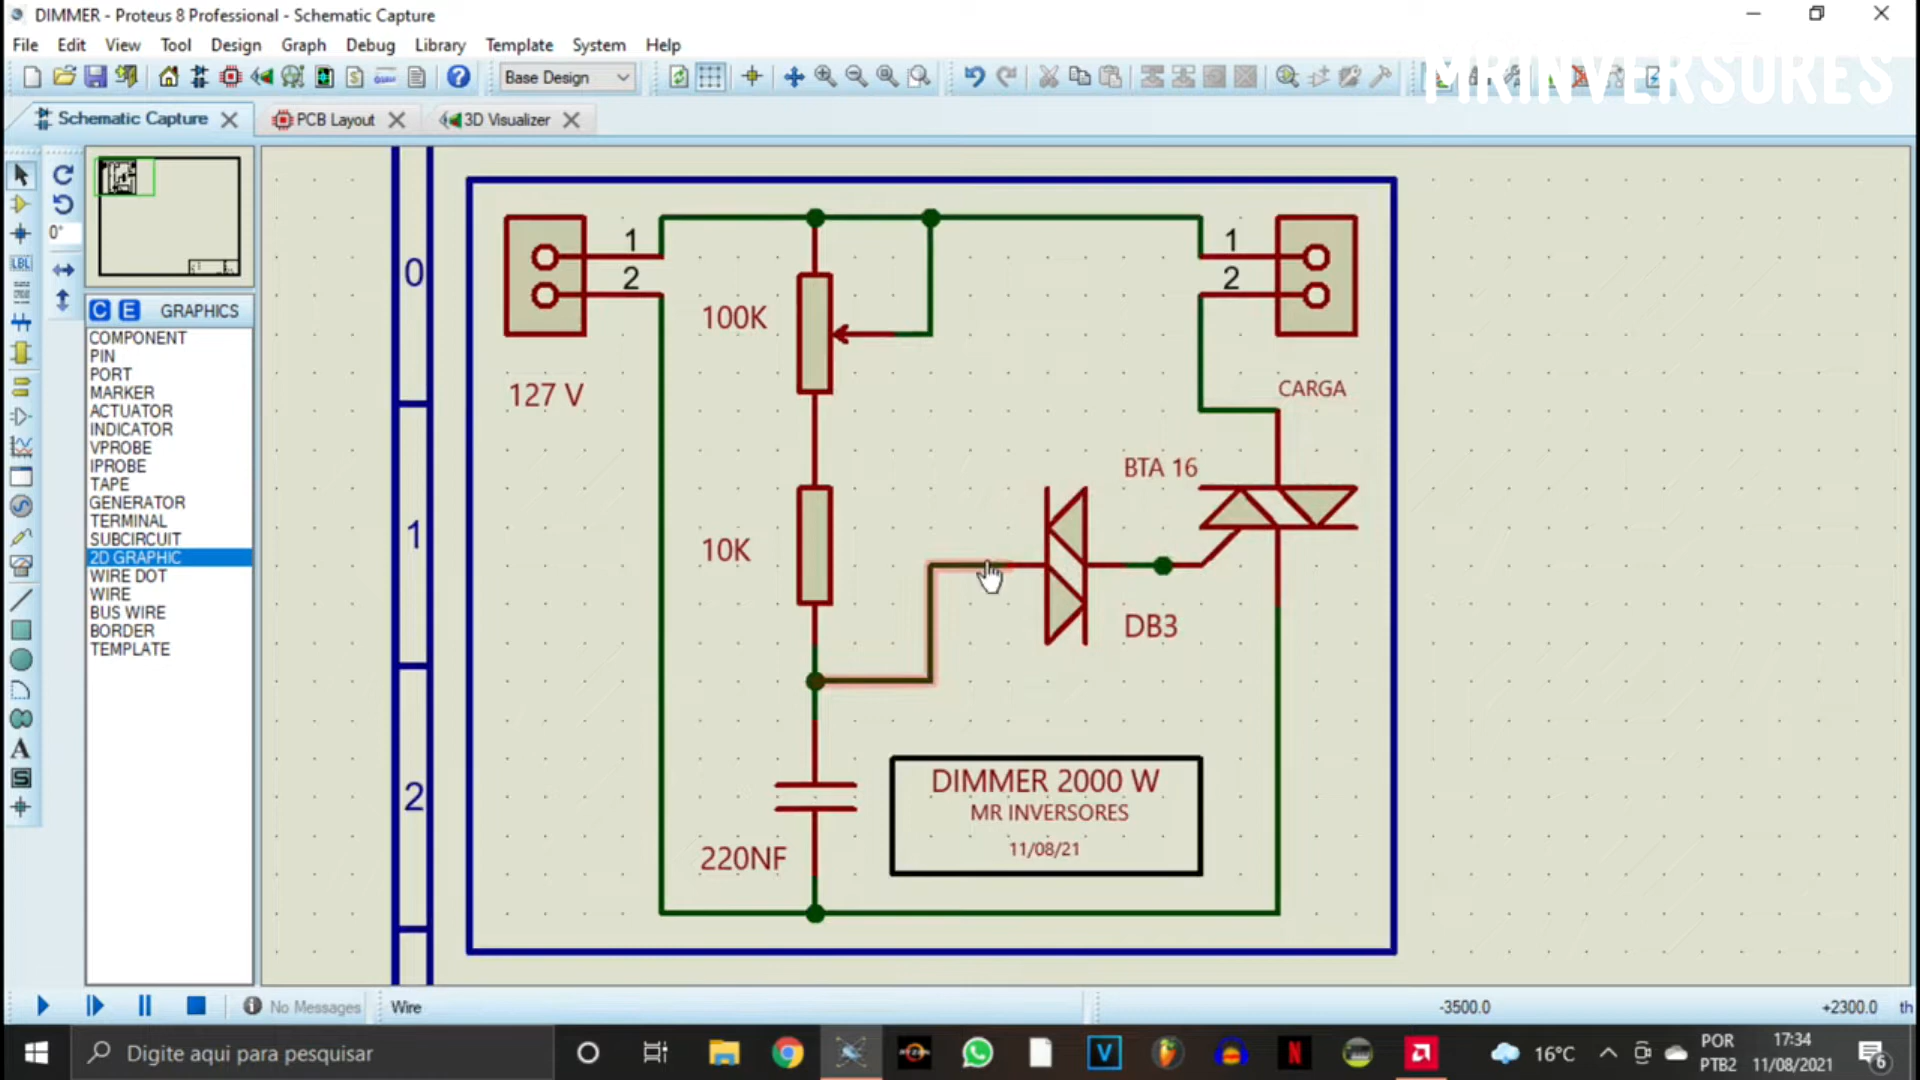 DIMMER - Proteus 8 Professional - Schematic Capture
File Edit View Tool Design Graph Debug Library Template System Help
MRINVERSORES
Base Design
Schematic Capture
PCB Layout
3D Visualizer
0°
LBL
C E GRAPHICS
COMPONENT
PIN
PORT
MARKER
ACTUATOR
INDICATOR
VPROBE
IPROBE
TAPE
GENERATOR
TERMINAL
SUBCIRCUIT
2D GRAPHIC
WIRE DOT
WIRE
BUS WIRE
BORDER
TEMPLATE
A
S
0
1
2
1
2
127 V
100K
10K
220NF
1
2
CARGA
BTA 16
DB3
DIMMER 2000 W
MR INVERSORES
11/08/21
No Messages
Wire
-3500.0
+2300.0
th
Digite aqui para pesquisar
V
N
16°C
POR
PTB2
17:34
11/08/2021
6